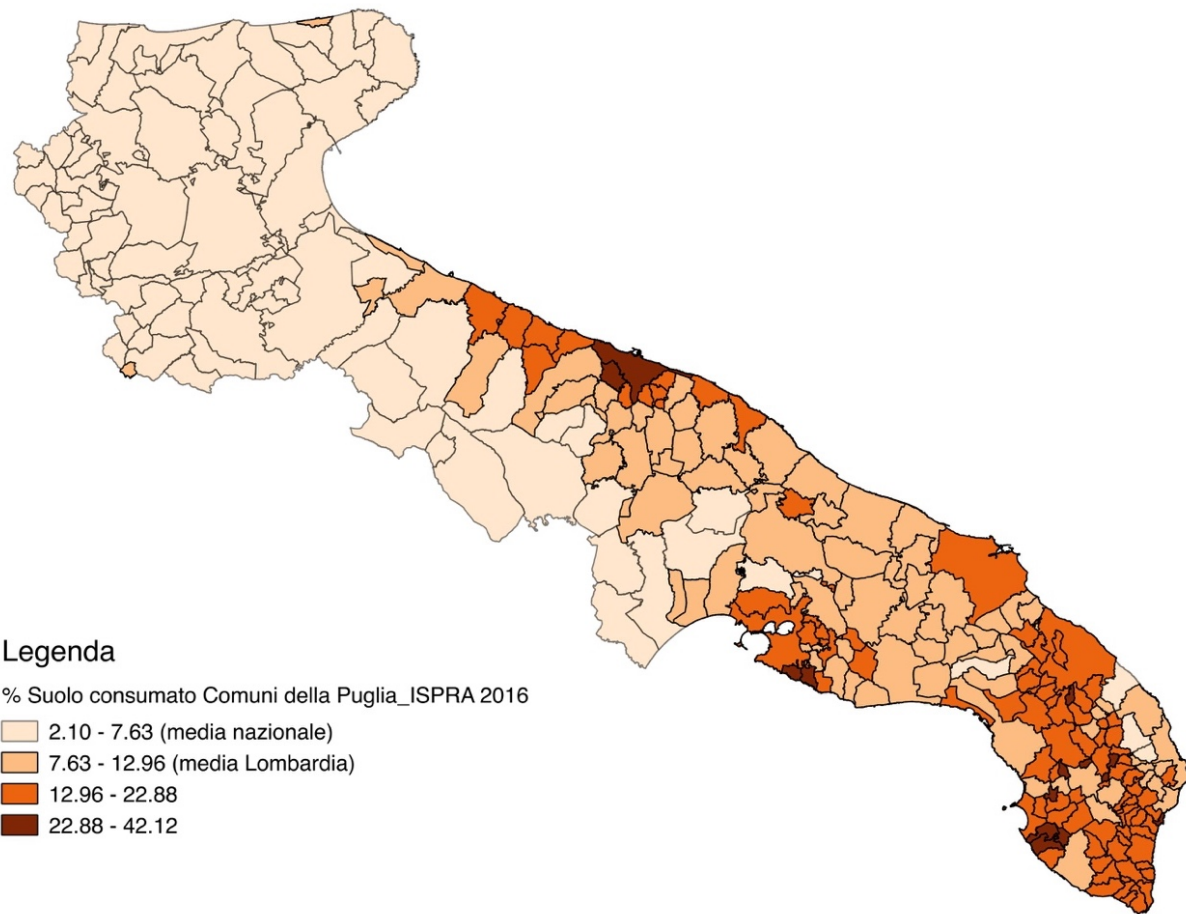 Legenda
% Suolo consumato Comuni della Puglia_ISPRA 2016
2.10 - 7.63 (media nazionale)
7.63 - 12.96 (media Lombardia)
12.96 - 22.88
22.88 - 42.12